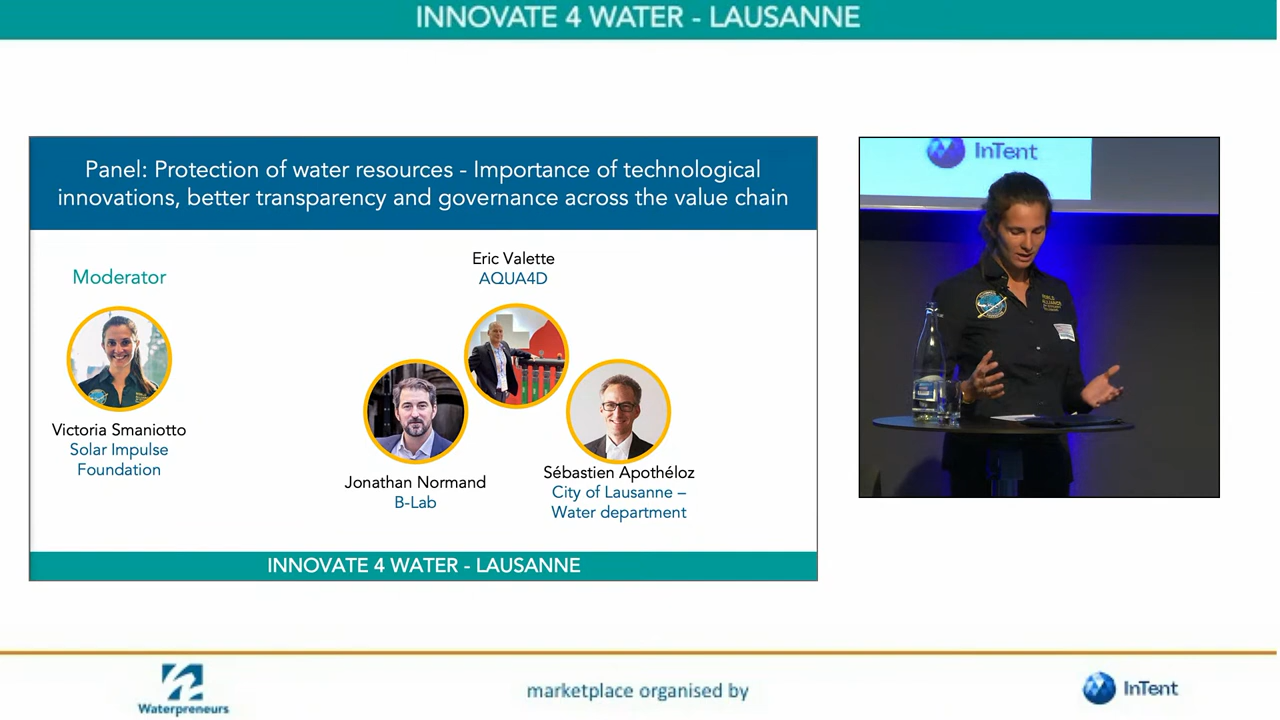 INNOVATE 4 WATER - LAUSANNE
Panel: Protection of water resources - Importance of technological
innovations, better transparency and governance across the value chain
Moderator
Victoria Smaniotto
Solar Impulse
Foundation
Eric Valette
AQUA4D
Jonathan Normand
B-Lab
Sébastien Apothéloz
City of Lausanne –
Water department
INNOVATE 4 WATER - LAUSANNE
InTent
Waterpreneurs
marketplace organised by
InTent